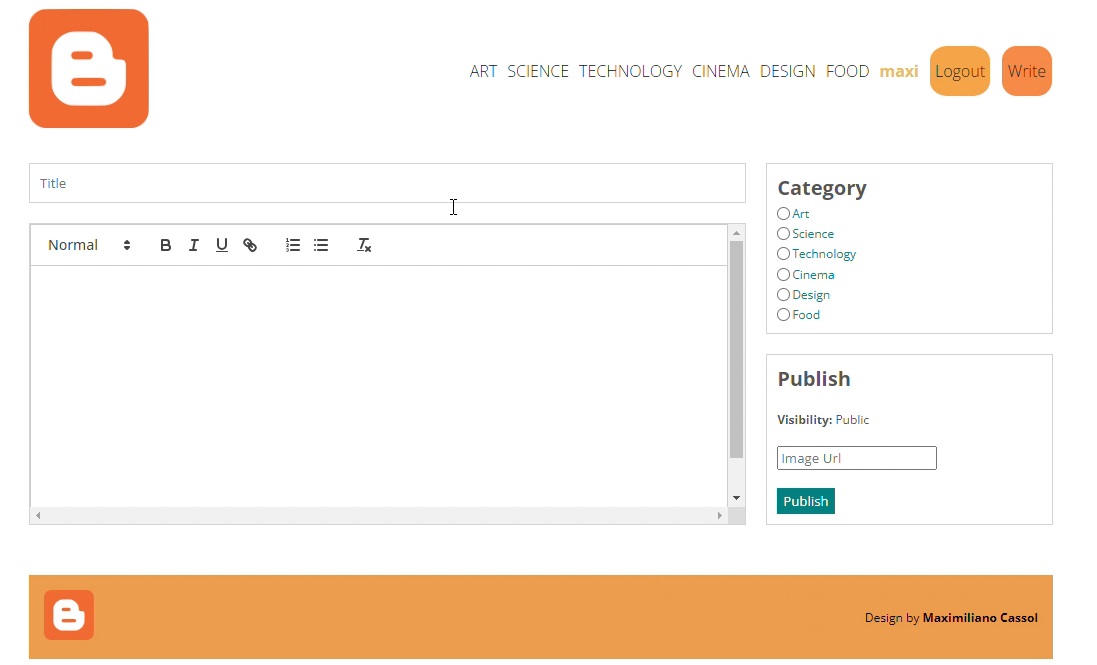 ART SCIENCE TECHNOLOGY CINEMA DESIGN FOOD maxi Logout Write
Title
Normal
Category
Art
Science
Technology
Cinema
Design
Food
Publish
Visibility: Public
Image Url
Publish
Design by Maximiliano Cassol